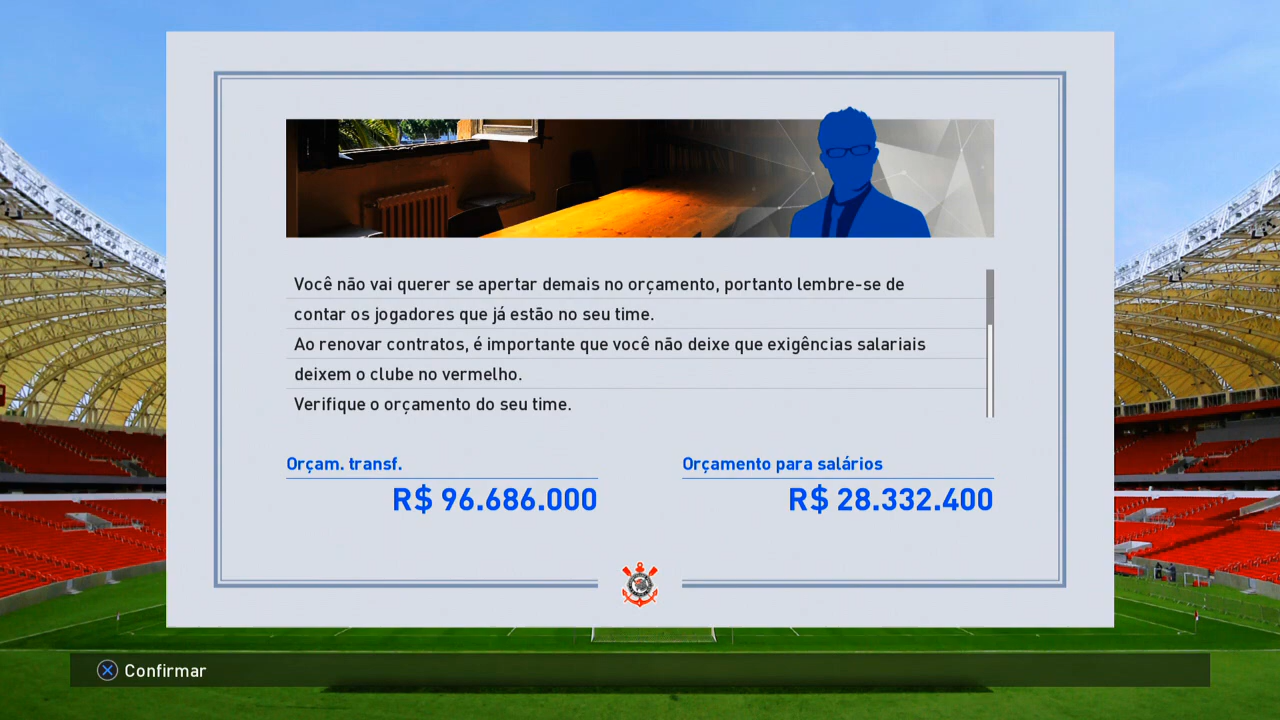 Você não vai querer se apertar demais no orçamento, portanto lembre-se de
contar os jogadores que já estão no seu time.
Ao renovar contratos, é importante que você não deixe que exigências salariais
deixem o clube no vermelho.
Verifique o orçamento do seu time.
Orçam. transf.
Orçamento para salários
R$ 96.686.000
R$ 28.332.400
Confirmar